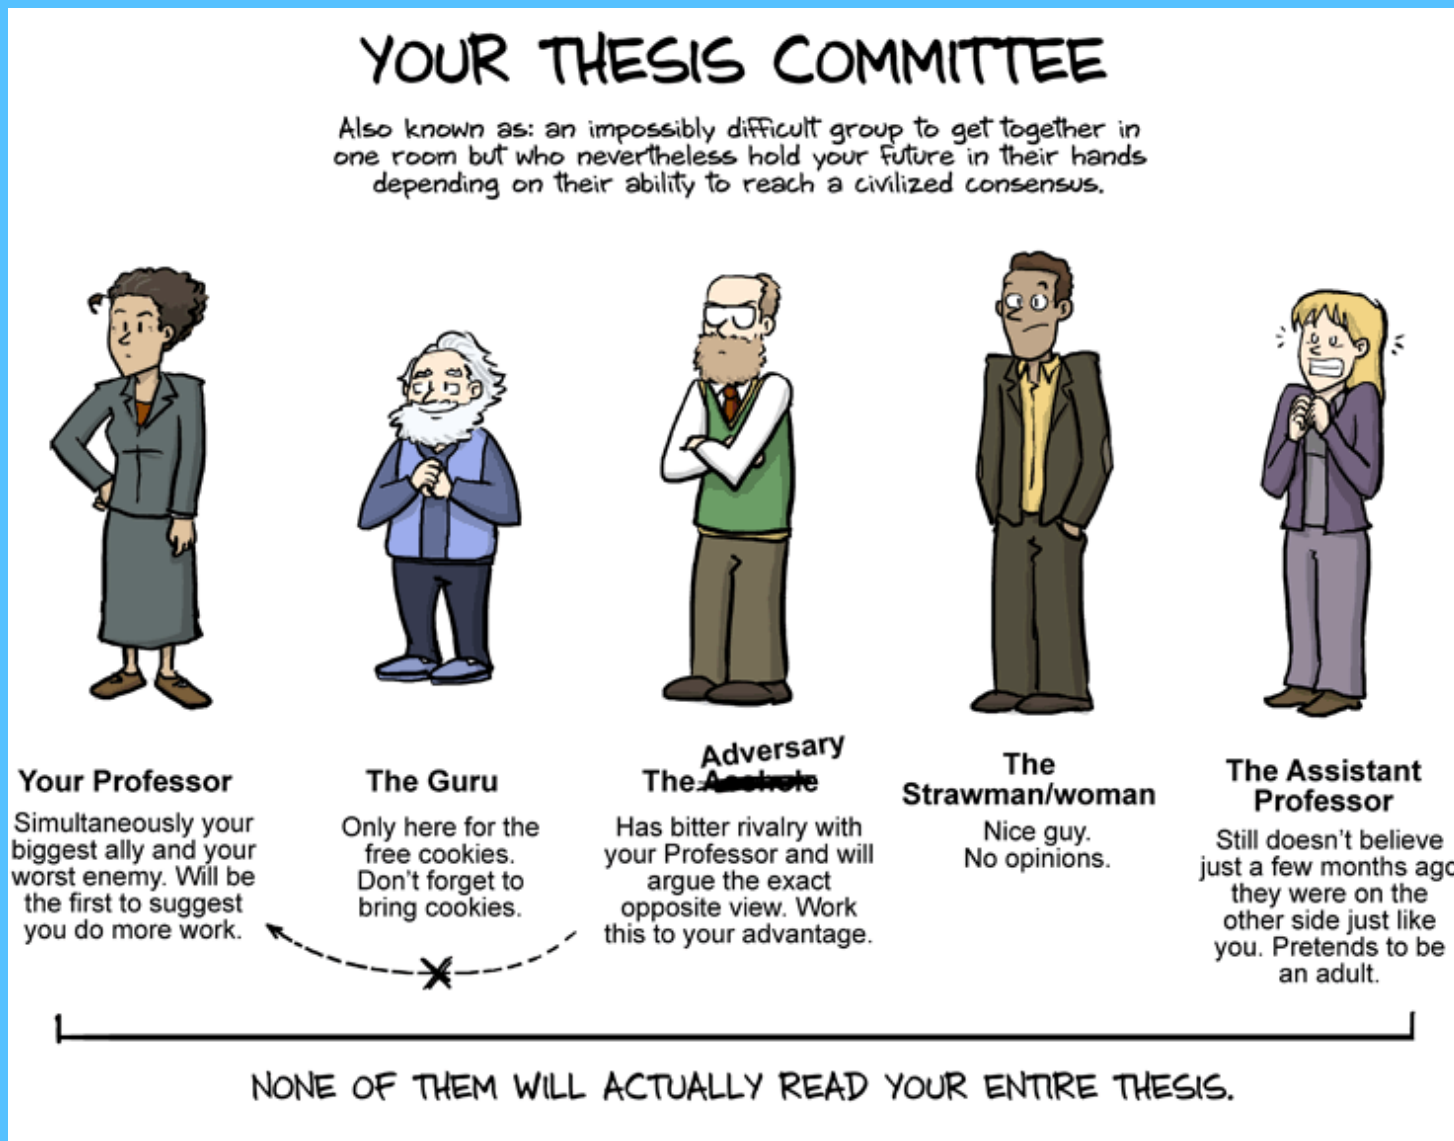 YOUR THESIS COMMITTEE
Also known as: an impossibly difficult group to get together in
one room but who nevertheless hold your future in their hands
depending on their ability to reach a civilized consensus.
Your Professor
Simultaneously your
biggest ally and your
worst enemy. Will be
the first to suggest
you do more work.
The Guru
Only here for the
free cookies.
Don't forget to
bring cookies.
Adversary
The
Has bitter rivalry with
your Professor and will
argue the exact
opposite view. Work
this to your advantage.
The
Strawman/woman
Nice guy.
No opinions.
The Assistant
Professor
Still doesn't believe
just a few months ago
they were on the
other side just like
you. Pretends to be
an adult.
NONE OF THEM WILL ACTUALLY READ YOUR ENTIRE THESIS.